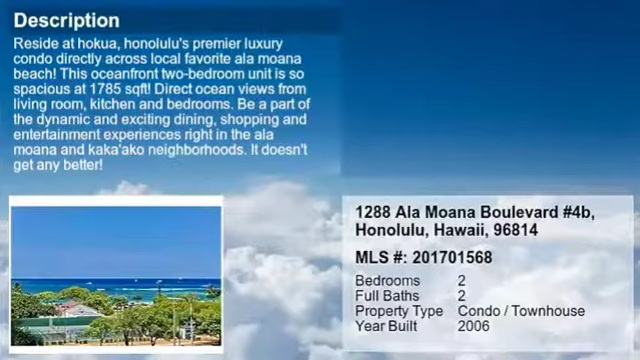 Description
Reside at hokua, honolulu's premier luxury
condo directly across local favorite ala moana
beach! This oceanfront two-bedroom unit is so
spacious at 1785 sqft! Direct ocean views from
living room, kitchen and bedrooms. Be a part of
the dynamic and exciting dining, shopping and
entertainment experiences right in the ala
moana and kaka'ako neighborhoods. It doesn't
get any better!
1288 Ala Moana Boulevard #4b,
Honolulu, Hawaii, 96814
MLS #: 201701568
Bedrooms 2
Full Baths 2
Property Type Condo / Townhouse
Year Built 2006